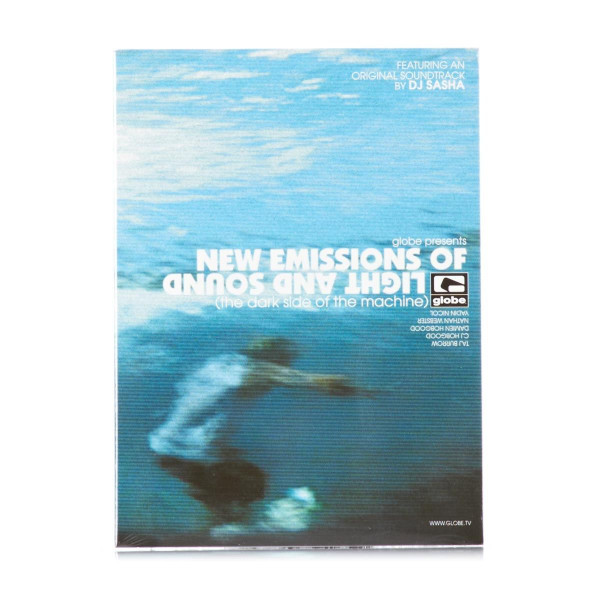 FEATURING AN
ORIGINAL SOUNDTRACK
BY DJ SASHA
globe presents
NEW EMISSIONS OF
LIGHT AND SOUND
(the dark side of the machine)
globe
TAJ BURROW
CJ HOBGOOD
DAMIEN HOBGOOD
NATHAN WEBSTER
YADIN NICOL
WWW.GLOBE.TV